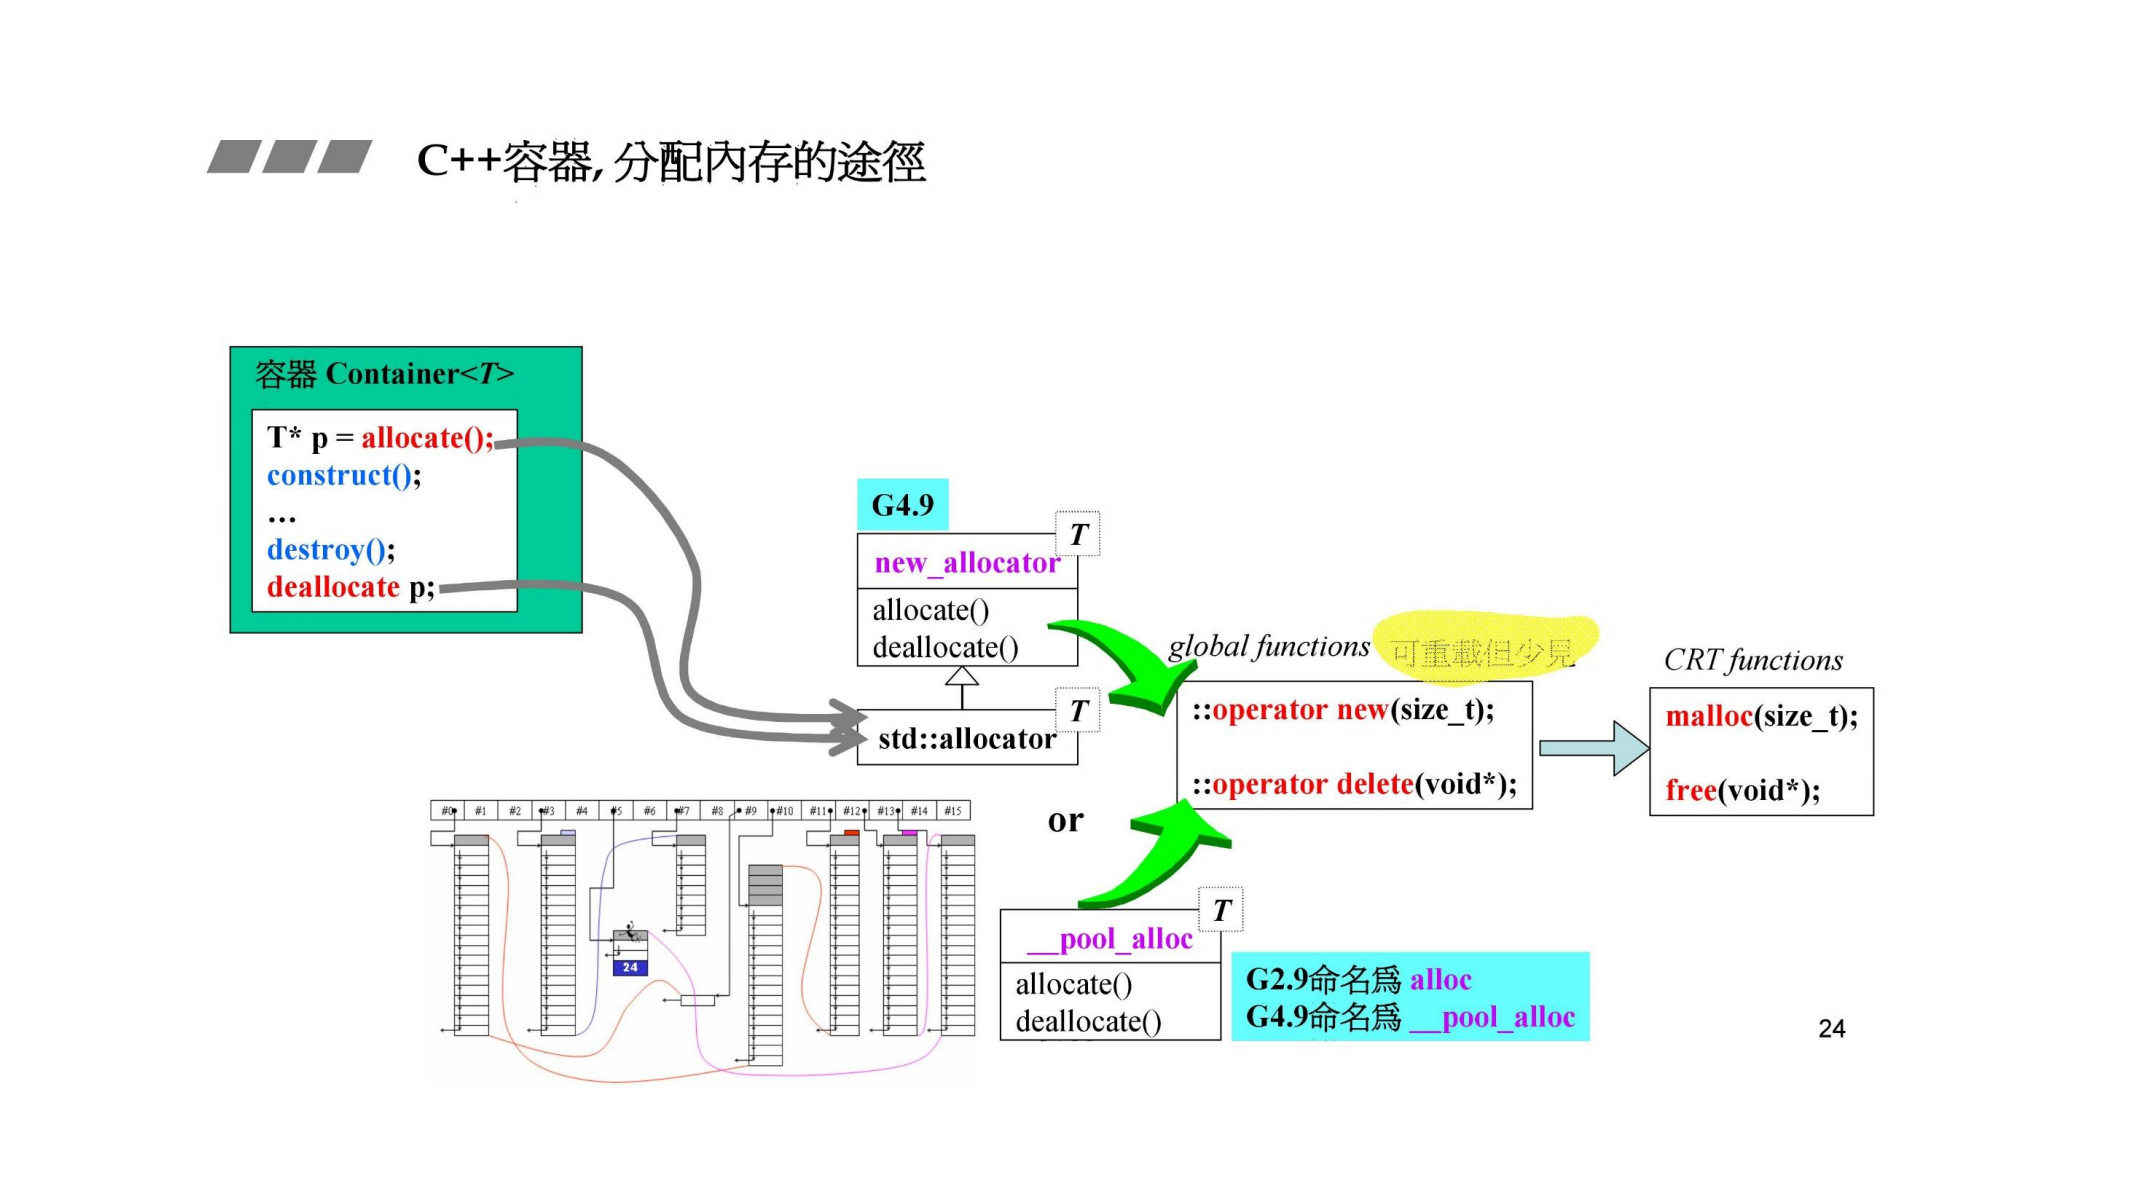 C++容器, 分配內存的途徑
容器 Container<T>
T* p = allocate();
construct();
…
destroy();
deallocate p;
G4.9
T
new_allocator
allocate()
deallocate()
T
std::allocator
global functions 可重載但少見
::operator new(size_t);
::operator delete(void*);
CRT functions
malloc(size_t);
free(void*);
#0 #1 #2 #3 #4 #5 #6 #7 #8 #9 #10 #11 #12 #13 #14 #15
24
or
T
__pool_alloc
allocate()
deallocate()
G2.9命名爲 alloc
G4.9命名爲 __pool_alloc
24